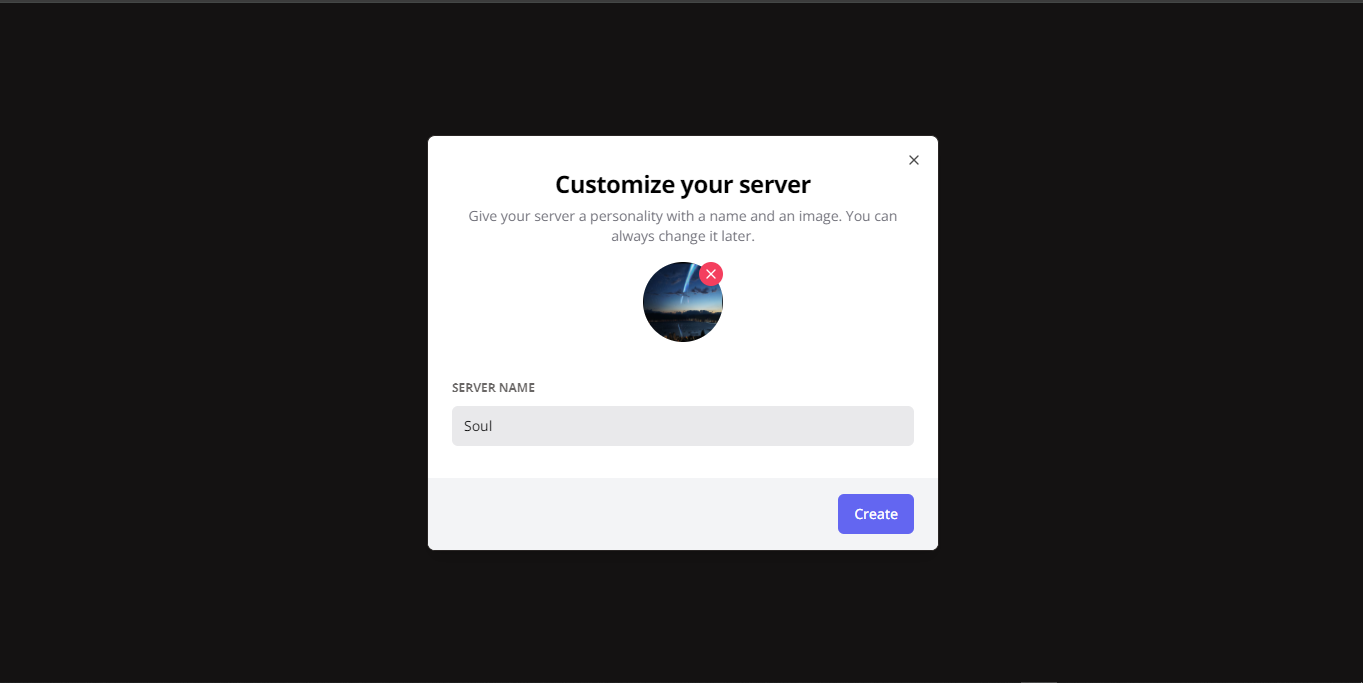 Customize your server
Give your server a personality with a name and an image. You can
always change it later.
SERVER NAME
Soul
Create